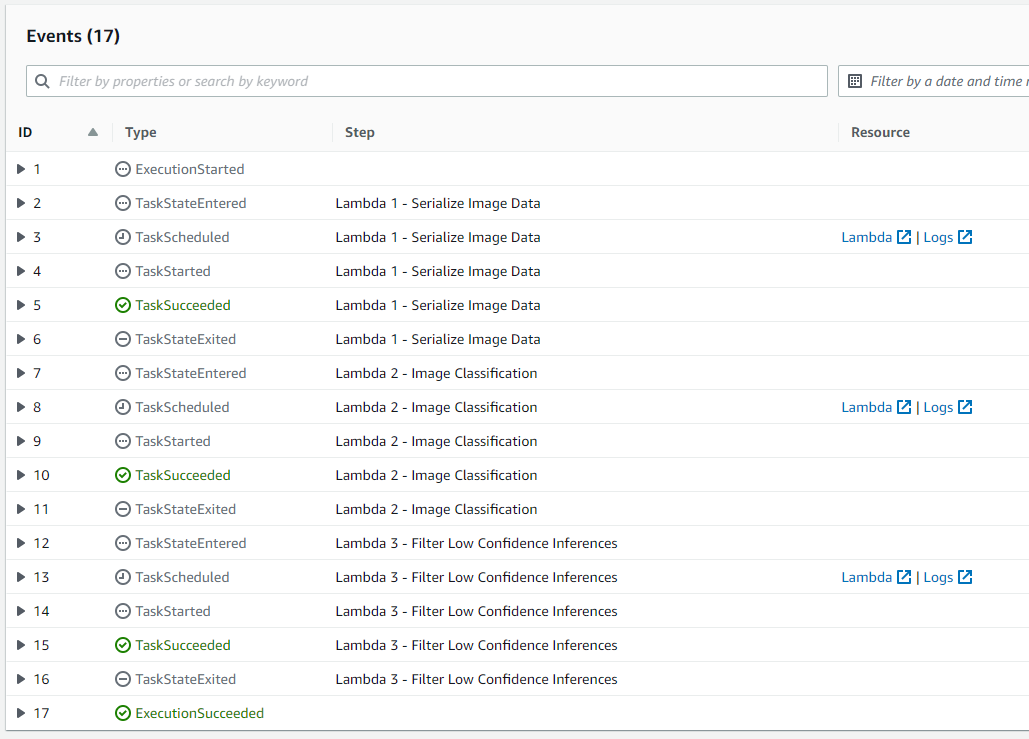 Events (17)
Filter by properties or search by keyword Filter by a date and time
ID Type Step Resource
1 ExecutionStarted
2 TaskStateEntered Lambda 1 - Serialize Image Data
3 TaskScheduled Lambda 1 - Serialize Image Data Lambda | Logs
4 TaskStarted Lambda 1 - Serialize Image Data
5 TaskSucceeded Lambda 1 - Serialize Image Data
6 TaskStateExited Lambda 1 - Serialize Image Data
7 TaskStateEntered Lambda 2 - Image Classification
8 TaskScheduled Lambda 2 - Image Classification Lambda | Logs
9 TaskStarted Lambda 2 - Image Classification
10 TaskSucceeded Lambda 2 - Image Classification
11 TaskStateExited Lambda 2 - Image Classification
12 TaskStateEntered Lambda 3 - Filter Low Confidence Inferences
13 TaskScheduled Lambda 3 - Filter Low Confidence Inferences Lambda | Logs
14 TaskStarted Lambda 3 - Filter Low Confidence Inferences
15 TaskSucceeded Lambda 3 - Filter Low Confidence Inferences
16 TaskStateExited Lambda 3 - Filter Low Confidence Inferences
17 ExecutionSucceeded